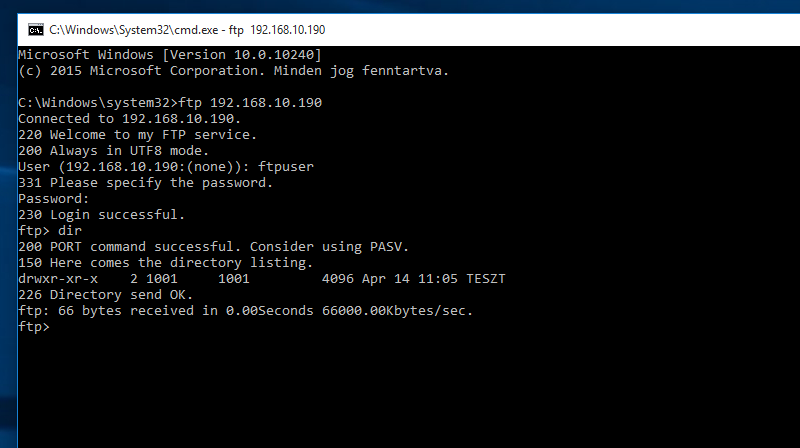 C:\Windows\System32\cmd.exe - ftp  192.168.10.190
Microsoft Windows [Version 10.0.10240]
(c) 2015 Microsoft Corporation. Minden jog fenntartva.
C:\Windows\system32>ftp 192.168.10.190
Connected to 192.168.10.190.
220 Welcome to my FTP service.
200 Always in UTF8 mode.
User (192.168.10.190:(none)): ftpuser
331 Please specify the password.
Password:
230 Login successful.
ftp> dir
200 PORT command successful. Consider using PASV.
150 Here comes the directory listing.
drwxr-xr-x    2 1001     1001         4096 Apr 14 11:05 TESZT
226 Directory send OK.
ftp: 66 bytes received in 0.00Seconds 66000.00Kbytes/sec.
ftp>